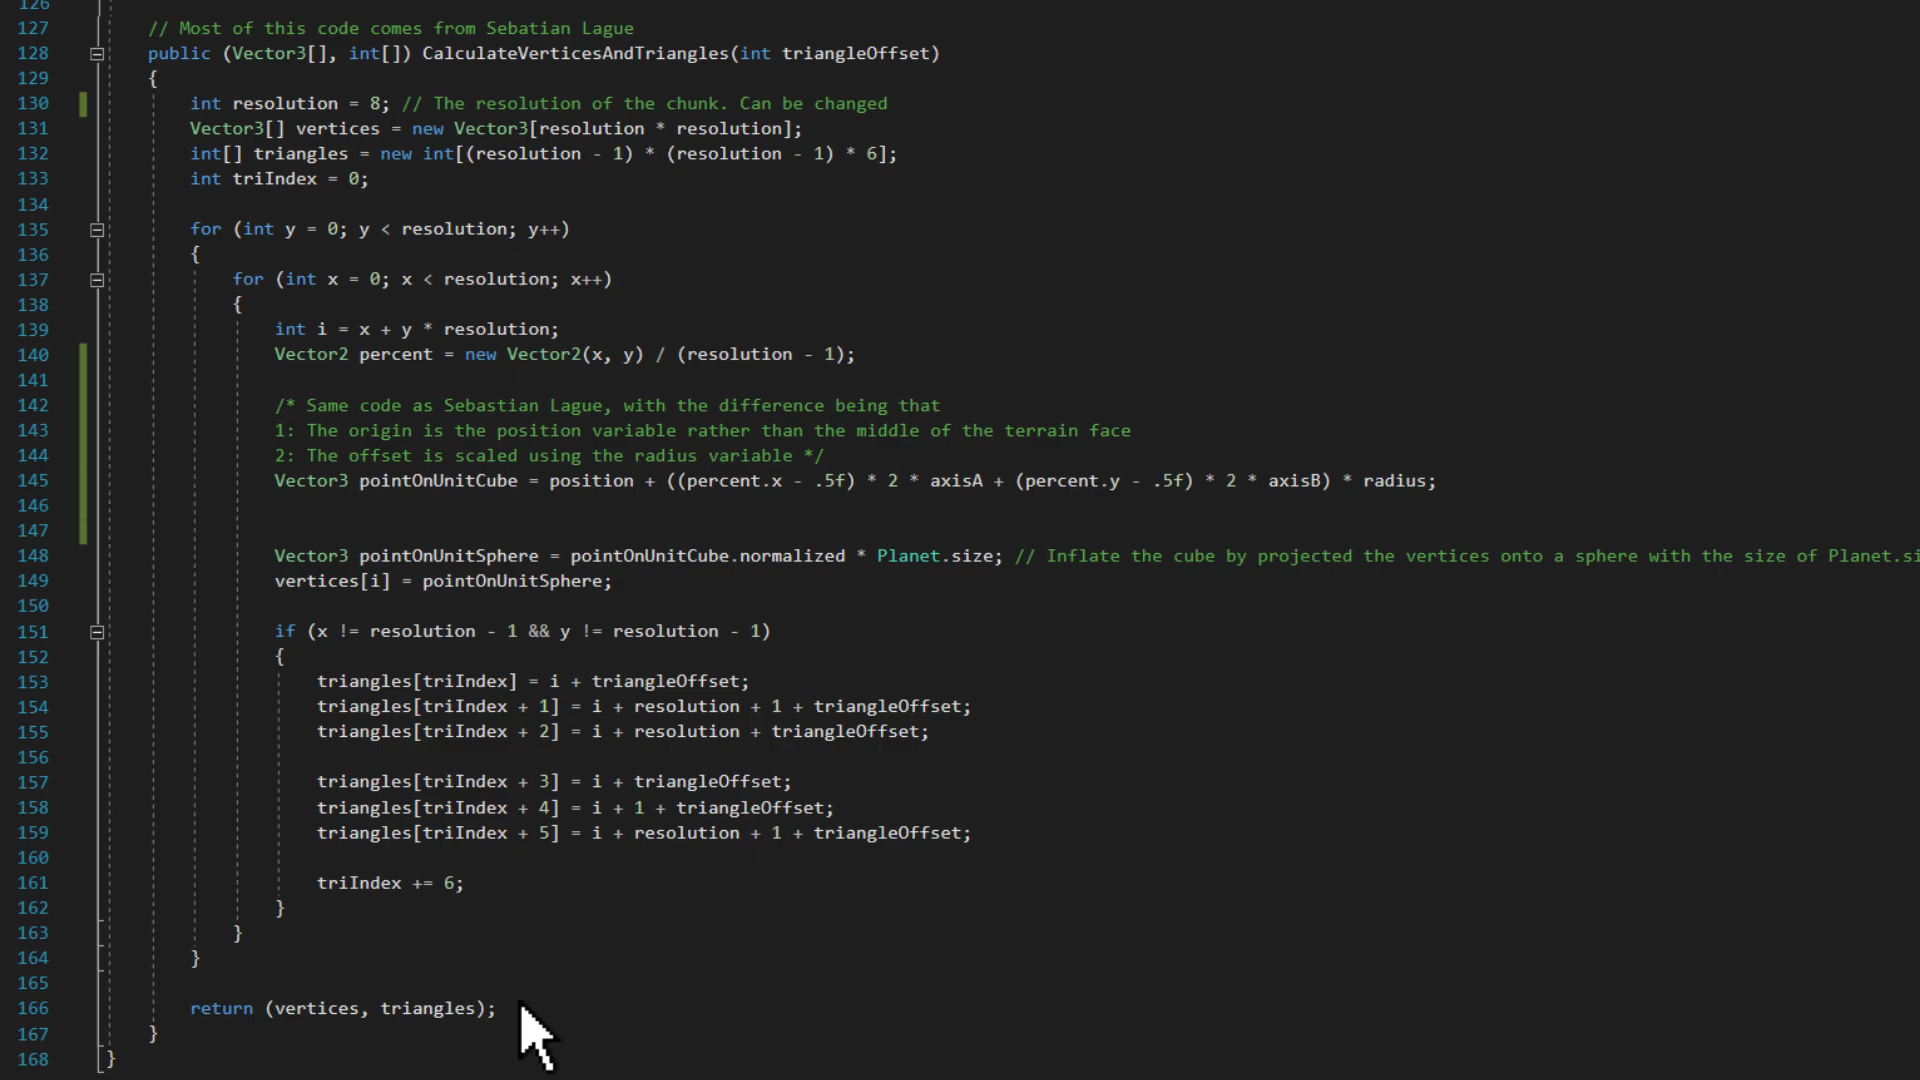 126
127 // Most of this code comes from Sebatian Lague
128 public (Vector3[], int[]) CalculateVerticesAndTriangles(int triangleOffset)
129 {
130 int resolution = 8; // The resolution of the chunk. Can be changed
131 Vector3[] vertices = new Vector3[resolution * resolution];
132 int[] triangles = new int[(resolution - 1) * (resolution - 1) * 6];
133 int triIndex = 0;
134
135 for (int y = 0; y < resolution; y++)
136 {
137 for (int x = 0; x < resolution; x++)
138 {
139 int i = x + y * resolution;
140 Vector2 percent = new Vector2(x, y) / (resolution - 1);
141
142 /* Same code as Sebastian Lague, with the difference being that
143 1: The origin is the position variable rather than the middle of the terrain face
144 2: The offset is scaled using the radius variable */
145 Vector3 pointOnUnitCube = position + ((percent.x - .5f) * 2 * axisA + (percent.y - .5f) * 2 * axisB) * radius;
146
147
148 Vector3 pointOnUnitSphere = pointOnUnitCube.normalized * Planet.size; // Inflate the cube by projected the vertices onto a sphere with the size of Planet.si
149 vertices[i] = pointOnUnitSphere;
150
151 if (x != resolution - 1 && y != resolution - 1)
152 {
153 triangles[triIndex] = i + triangleOffset;
154 triangles[triIndex + 1] = i + resolution + 1 + triangleOffset;
155 triangles[triIndex + 2] = i + resolution + triangleOffset;
156
157 triangles[triIndex + 3] = i + triangleOffset;
158 triangles[triIndex + 4] = i + 1 + triangleOffset;
159 triangles[triIndex + 5] = i + resolution + 1 + triangleOffset;
160
161 triIndex += 6;
162 }
163 }
164 }
165
166 return (vertices, triangles);
167 }
168 }